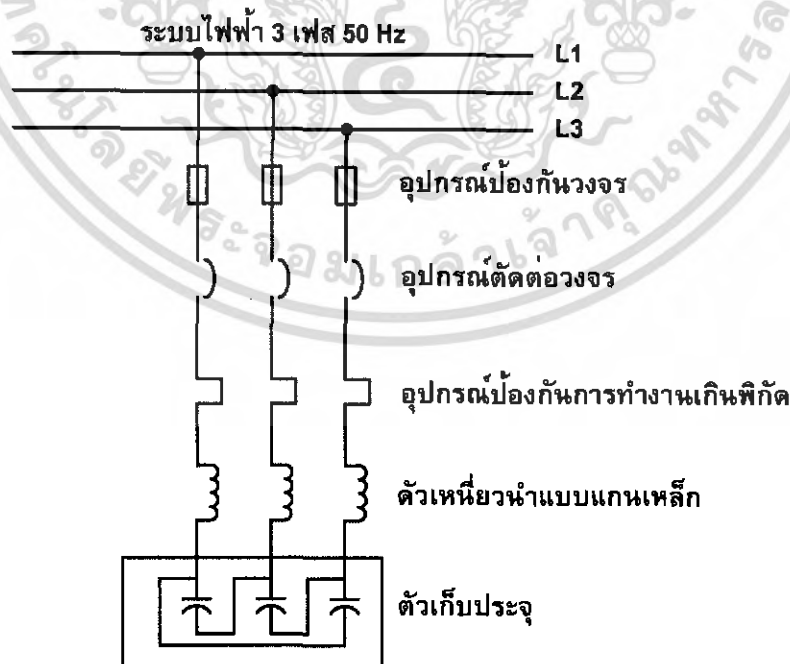 ระบบไฟฟ้า 3 เฟส 50 Hz
L1
L2
L3
อุปกรณ์ป้องกันวงจร
อุปกรณ์ตัดต่อวงจร
อุปกรณ์ป้องกันการทำงานเกินพิกัด
ตัวเหนี่ยวนำแบบแกนเหล็ก
ตัวเก็บประจุ